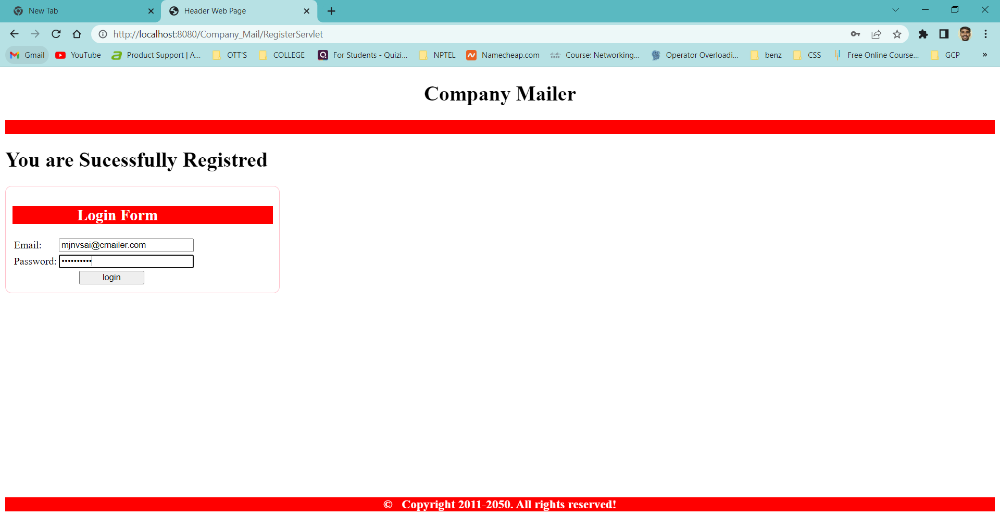 New Tab
Header Web Page
http://localhost:8080/Company_Mail/RegisterServlet
Gmail YouTube Product Support | A... OTT'S COLLEGE For Students - Quizi... NPTEL Namecheap.com Course: Networking... Operator Overloadi... benz CSS Free Online Course... GCP »
Company Mailer
You are Sucessfully Registred
Login Form
Email: mjnvsai@cmailer.com
Password: ••••••••••
login
© Copyright 2011-2050. All rights reserved!